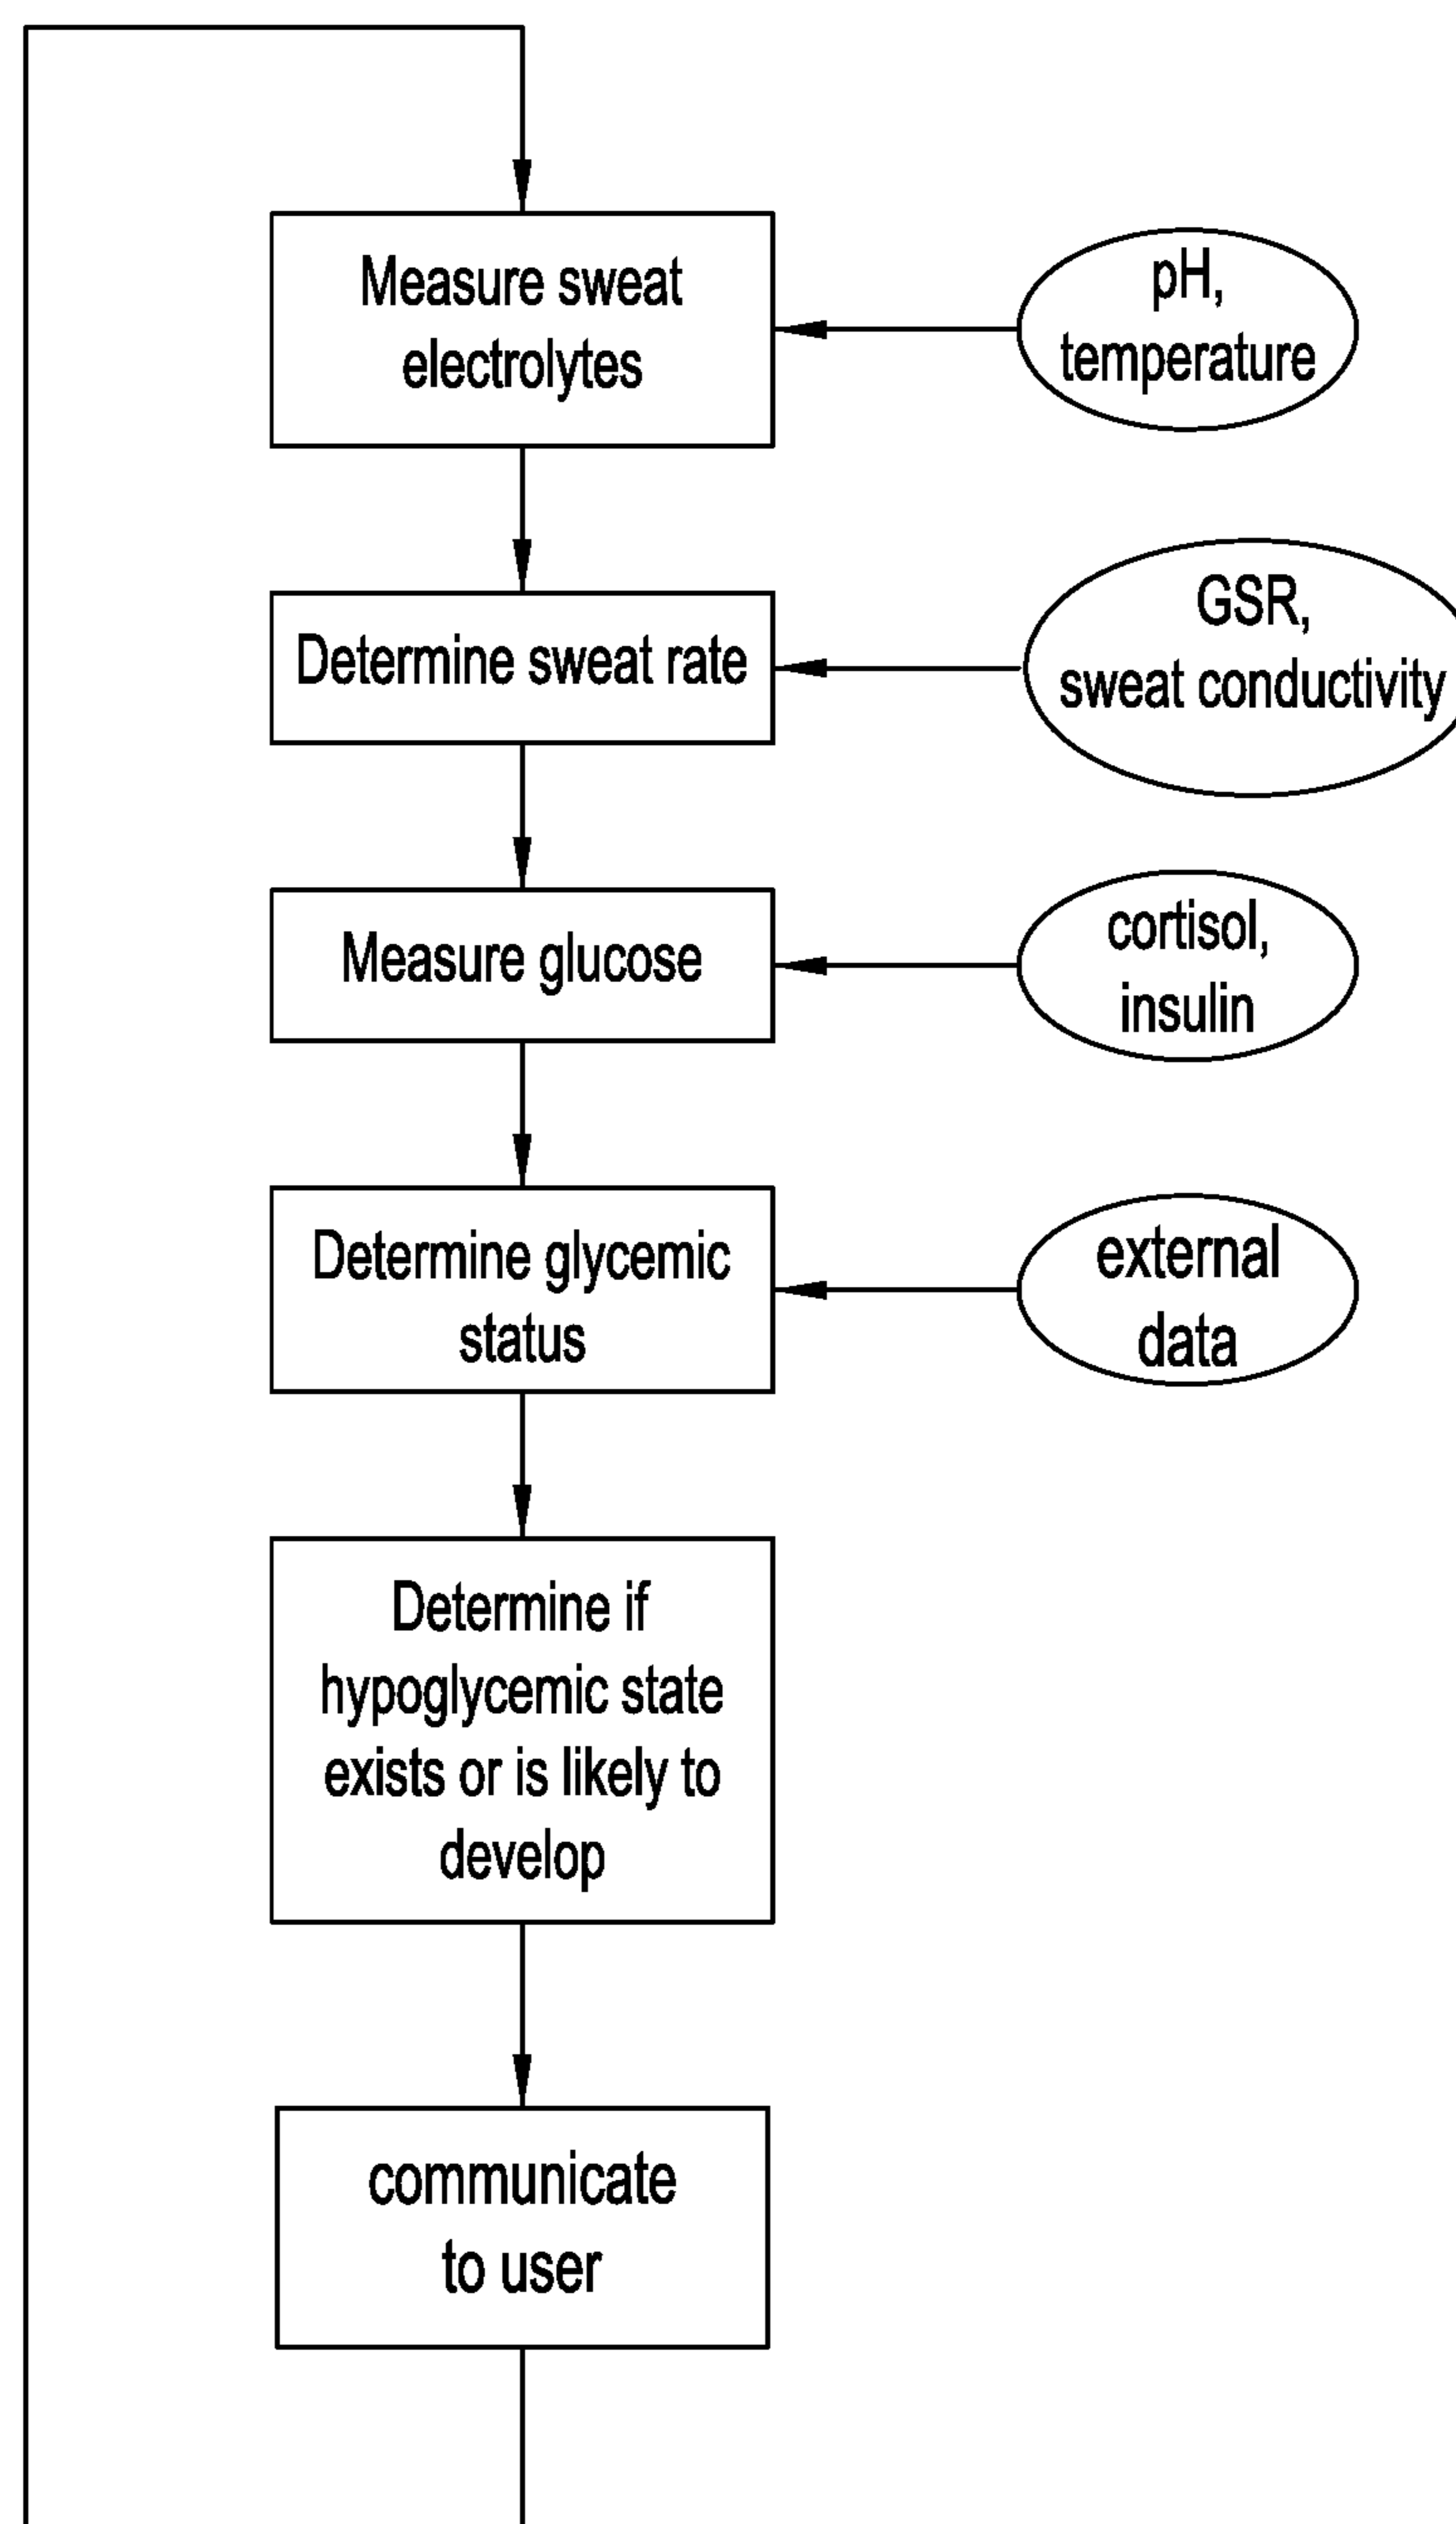 Measure sweat
electrolytes
pH,
temperature
Determine sweat rate
GSR,
sweat conductivity
Measure glucose
cortisol,
insulin
Determine glycemic
status
external
data
Determine if
hypoglycemic state
exists or is likely to
develop
communicate
to user